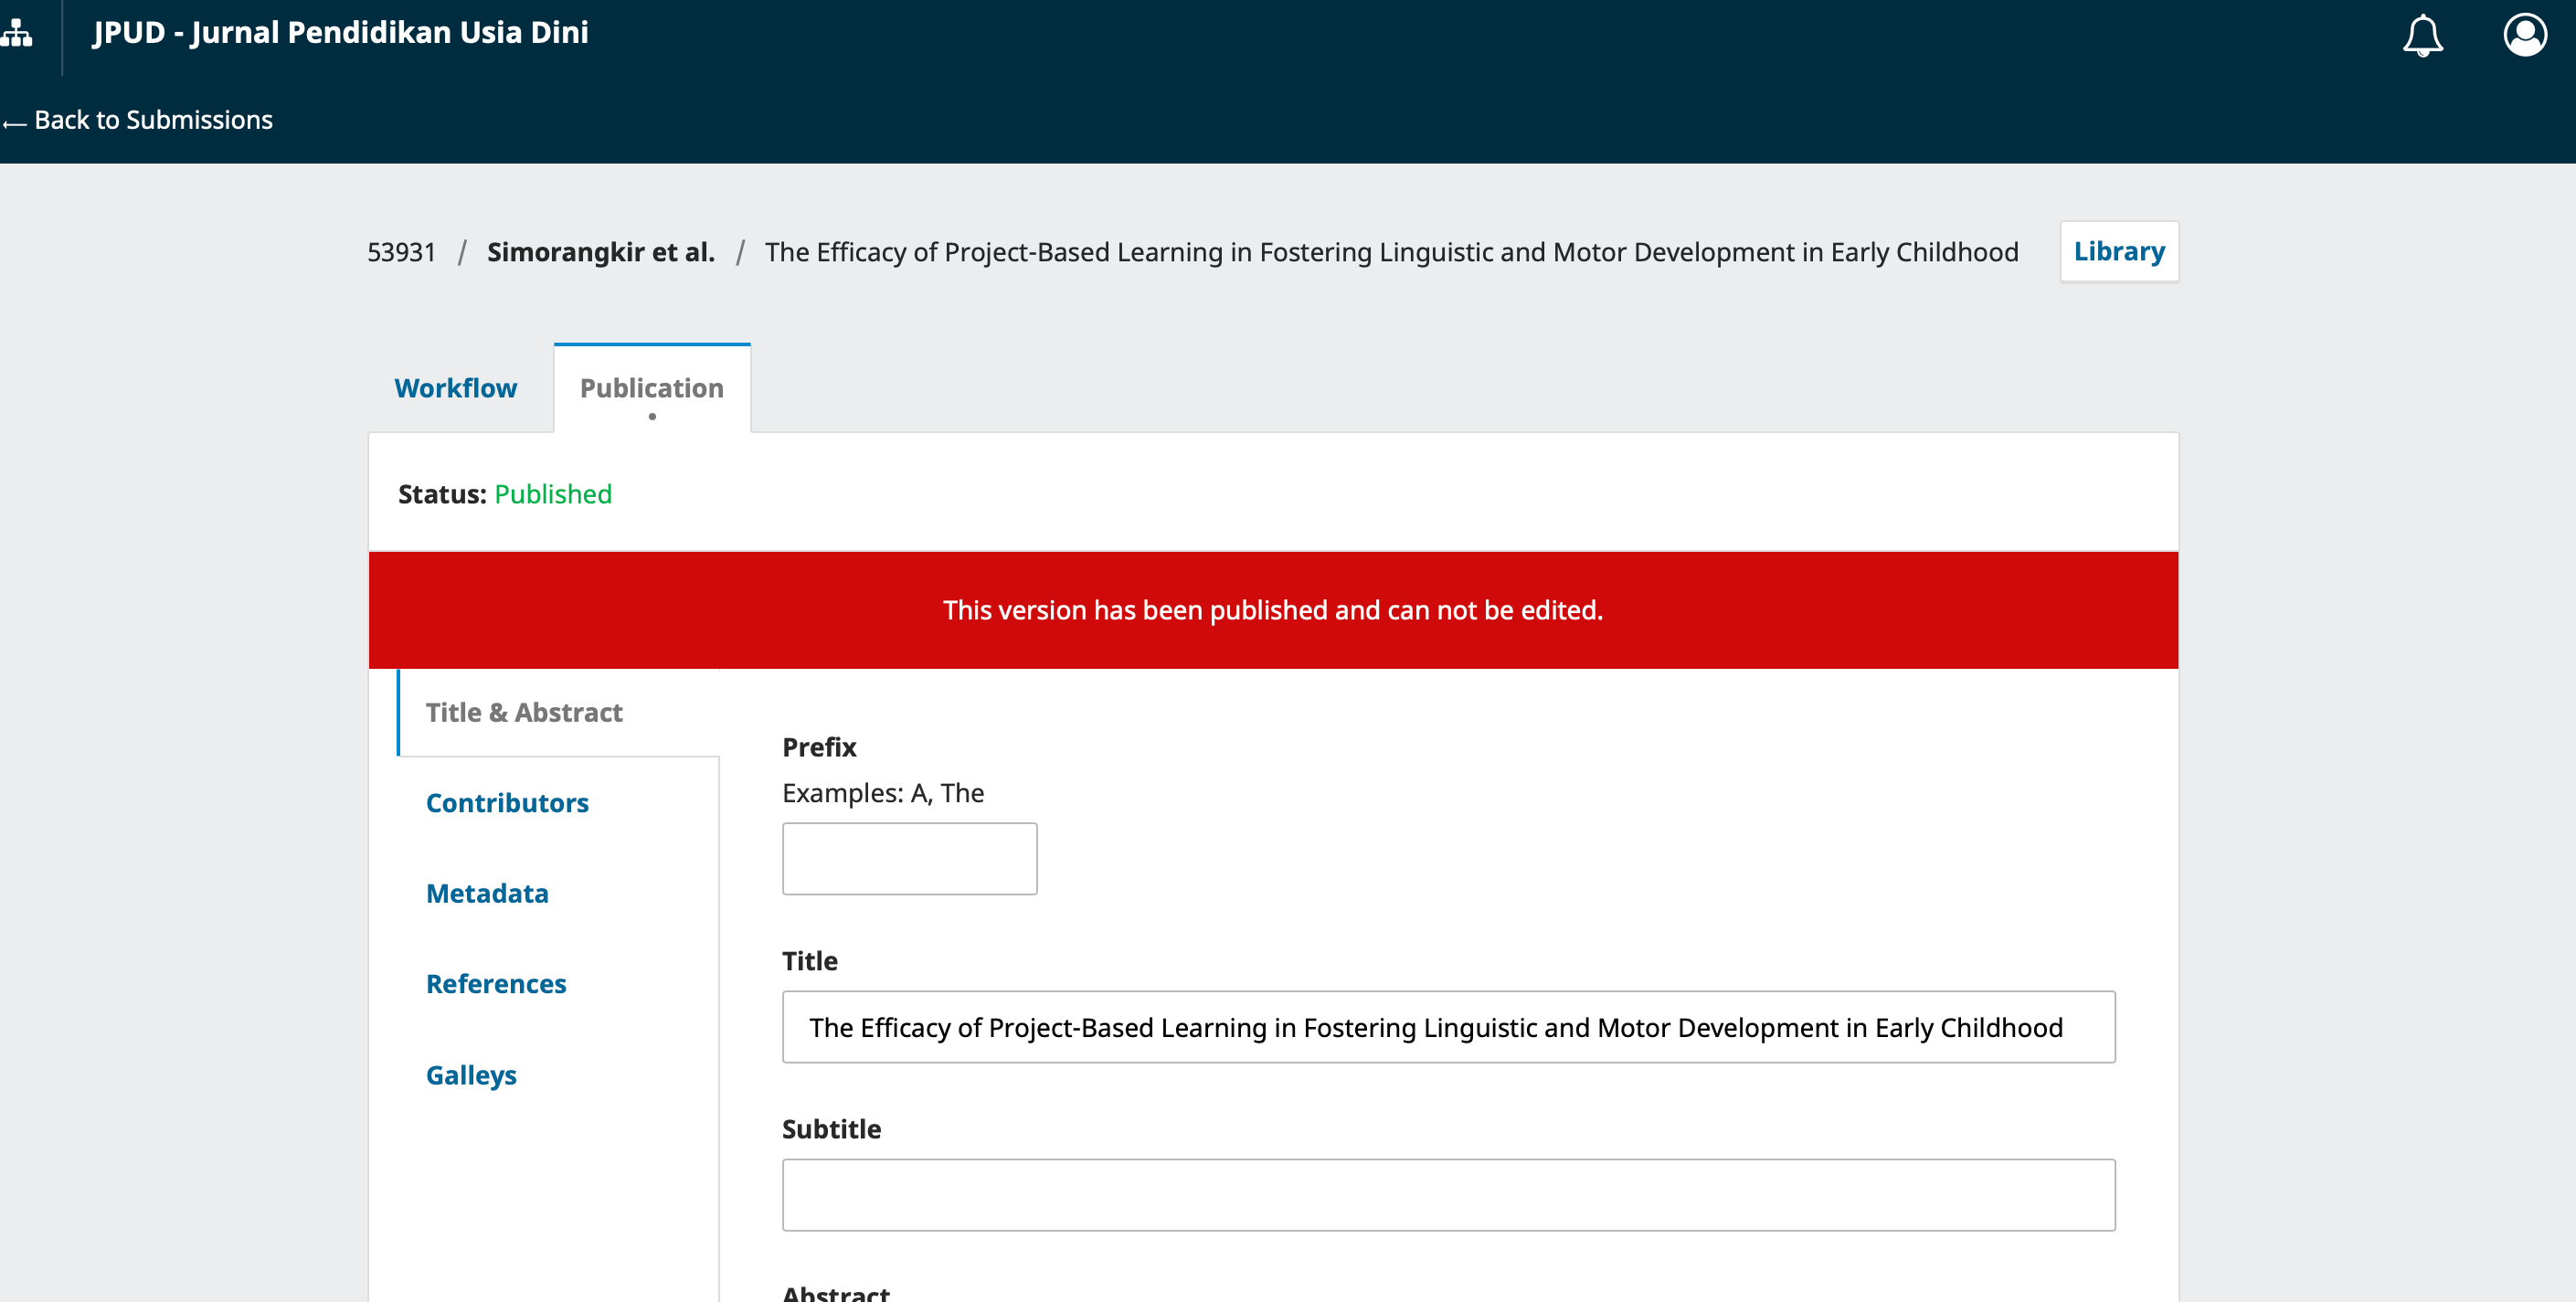 JPUD - Jurnal Pendidikan Usia Dini
← Back to Submissions
53931 / Simorangkir et al. / The Efficacy of Project-Based Learning in Fostering Linguistic and Motor Development in Early Childhood
Library
Workflow
Publication
Status: Published
This version has been published and can not be edited.
Title & Abstract
Contributors
Metadata
References
Galleys
Prefix
Examples: A, The
Title
The Efficacy of Project-Based Learning in Fostering Linguistic and Motor Development in Early Childhood
Subtitle
Abstract